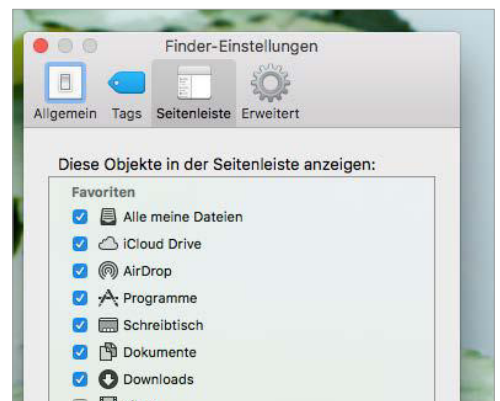 Finder-Einstellungen
Allgemein Tags Seitenleiste Erweitert
Diese Objekte in der Seitenleiste anzeigen:
Favoriten
Alle meine Dateien
iCloud Drive
AirDrop
Programme
Schreibtisch
Dokumente
Downloads